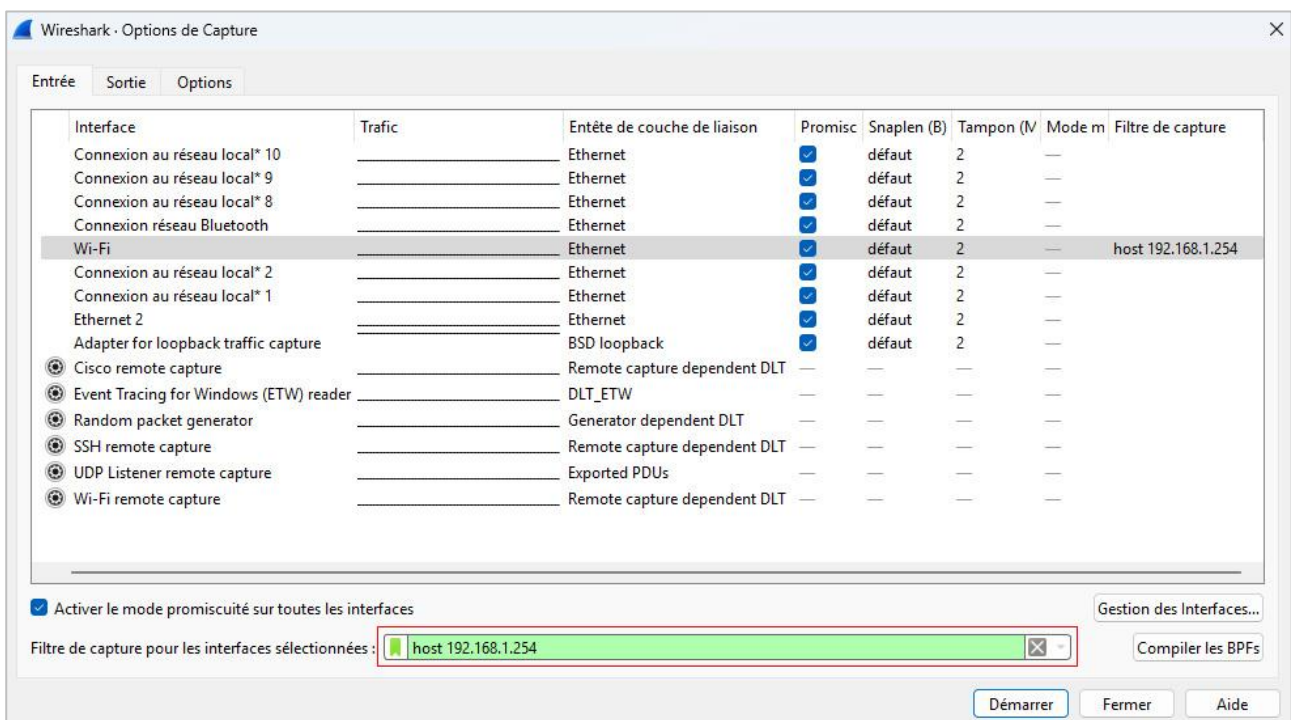 Wireshark · Options de Capture
Entrée Sortie Options
Interface Trafic Entête de couche de liaison Promisc Snaplen (B) Tampon (M Mode m Filtre de capture
Connexion au réseau local* 10 Ethernet défaut 2 —
Connexion au réseau local* 9 Ethernet défaut 2 —
Connexion au réseau local* 8 Ethernet défaut 2 —
Connexion réseau Bluetooth Ethernet défaut 2 —
Wi-Fi Ethernet défaut 2 — host 192.168.1.254
Connexion au réseau local* 2 Ethernet défaut 2 —
Connexion au réseau local* 1 Ethernet défaut 2 —
Ethernet 2 Ethernet défaut 2 —
Adapter for loopback traffic capture BSD loopback défaut 2 —
Cisco remote capture Remote capture dependent DLT — — — —
Event Tracing for Windows (ETW) reader DLT_ETW — — — —
Random packet generator Generator dependent DLT — — — —
SSH remote capture Remote capture dependent DLT — — — —
UDP Listener remote capture Exported PDUs — — — —
Wi-Fi remote capture Remote capture dependent DLT — — — —
Activer le mode promiscuité sur toutes les interfaces Gestion des Interfaces...
Filtre de capture pour les interfaces sélectionnées : host 192.168.1.254 Compiler les BPFs
Démarrer Fermer Aide